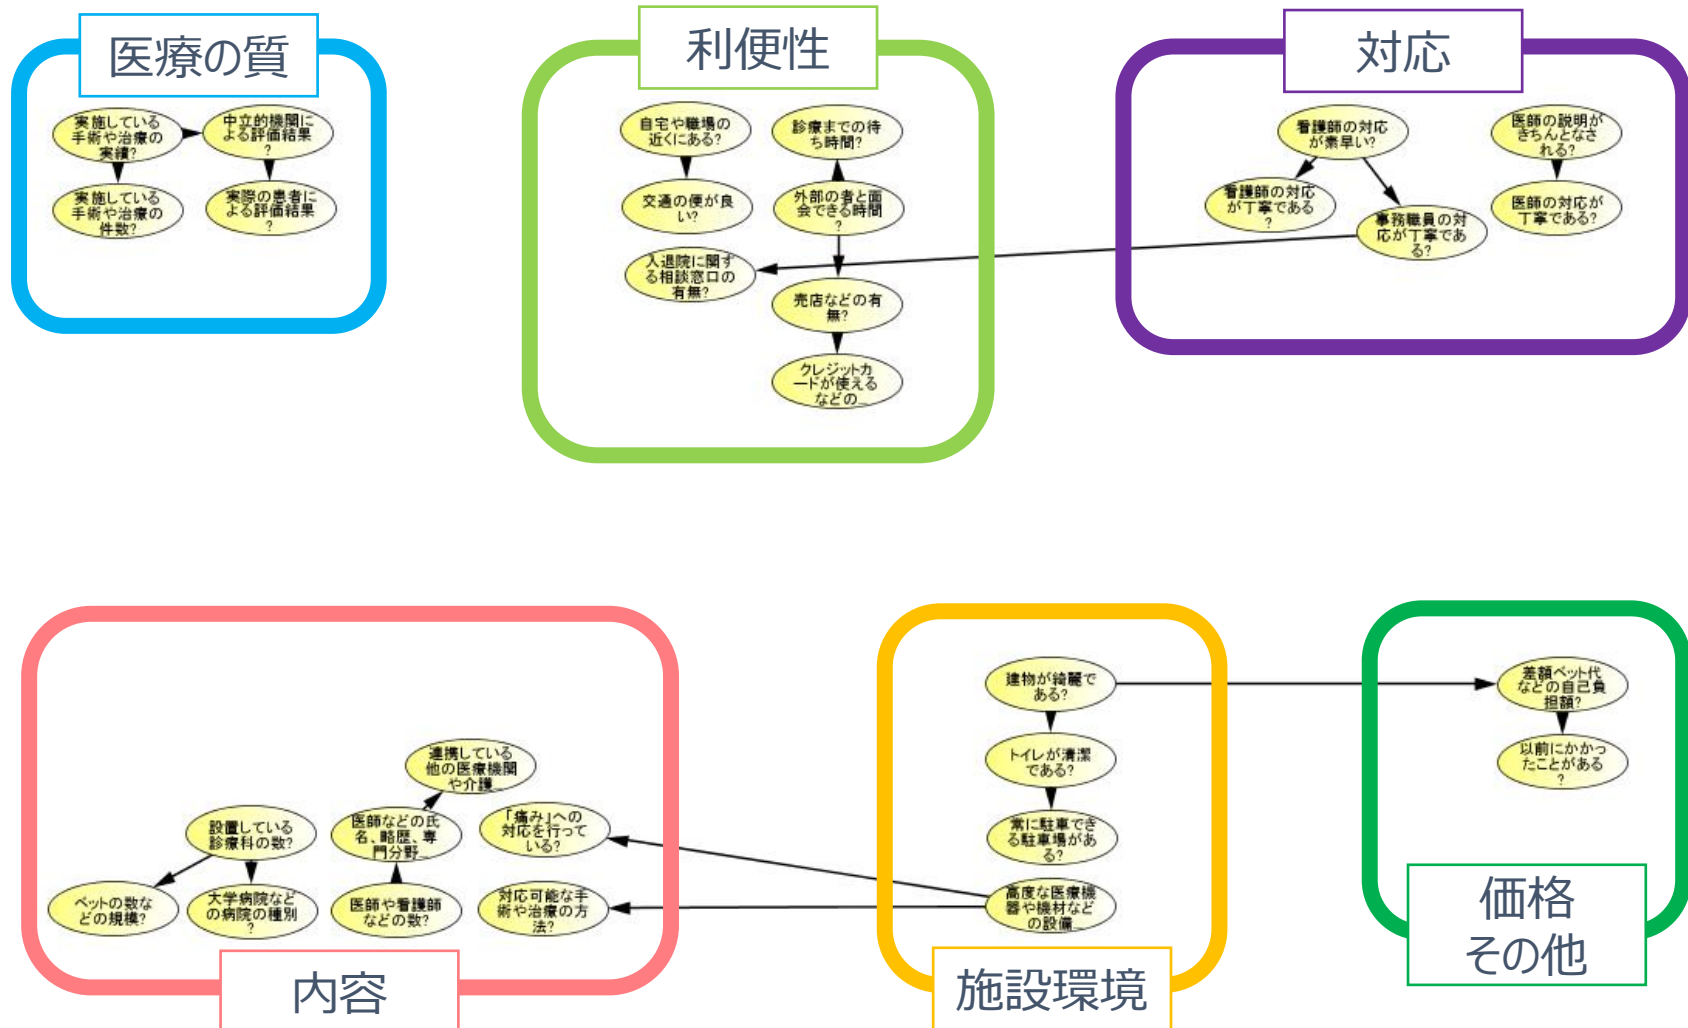 医療の質
実施している
手術や治療の
実績?
中立的機関に
よる評価結果
?
実施している
手術や治療の
件数?
実際の患者に
よる評価結果
?
利便性
自宅や職場の
近くにある?
診療までの待
ち時間?
交通の便が良
い?
外部の者と面
会できる時間
?
入退院に関す
る相談窓口の
有無?
売店などの有
無?
クレジットカ
ードが使える
などの...
対応
看護師の対応
が素早い?
医師の説明が
きちんとなさ
れる?
看護師の対応
が丁寧である
?
事務職員の対
応が丁寧であ
る?
医師の対応が
丁寧である?
連携している
他の医療機関
や介護...
設置している
診療科の数?
医師などの氏
名、略歴、専
門分野...
「痛み」への
対応を行って
いる?
ベットの数な
どの規模?
大学病院など
の病院の種別
?
医師や看護師
などの数?
対応可能な手
術や治療の方
法?
内容
建物が綺麗で
ある?
トイレが清潔
である?
常に駐車でき
る駐車場があ
る?
高度な医療機
器や機材など
の設備...
施設環境
差額ベット代
などの自己負
担額?
以前にかかっ
たことがある
?
価格
その他